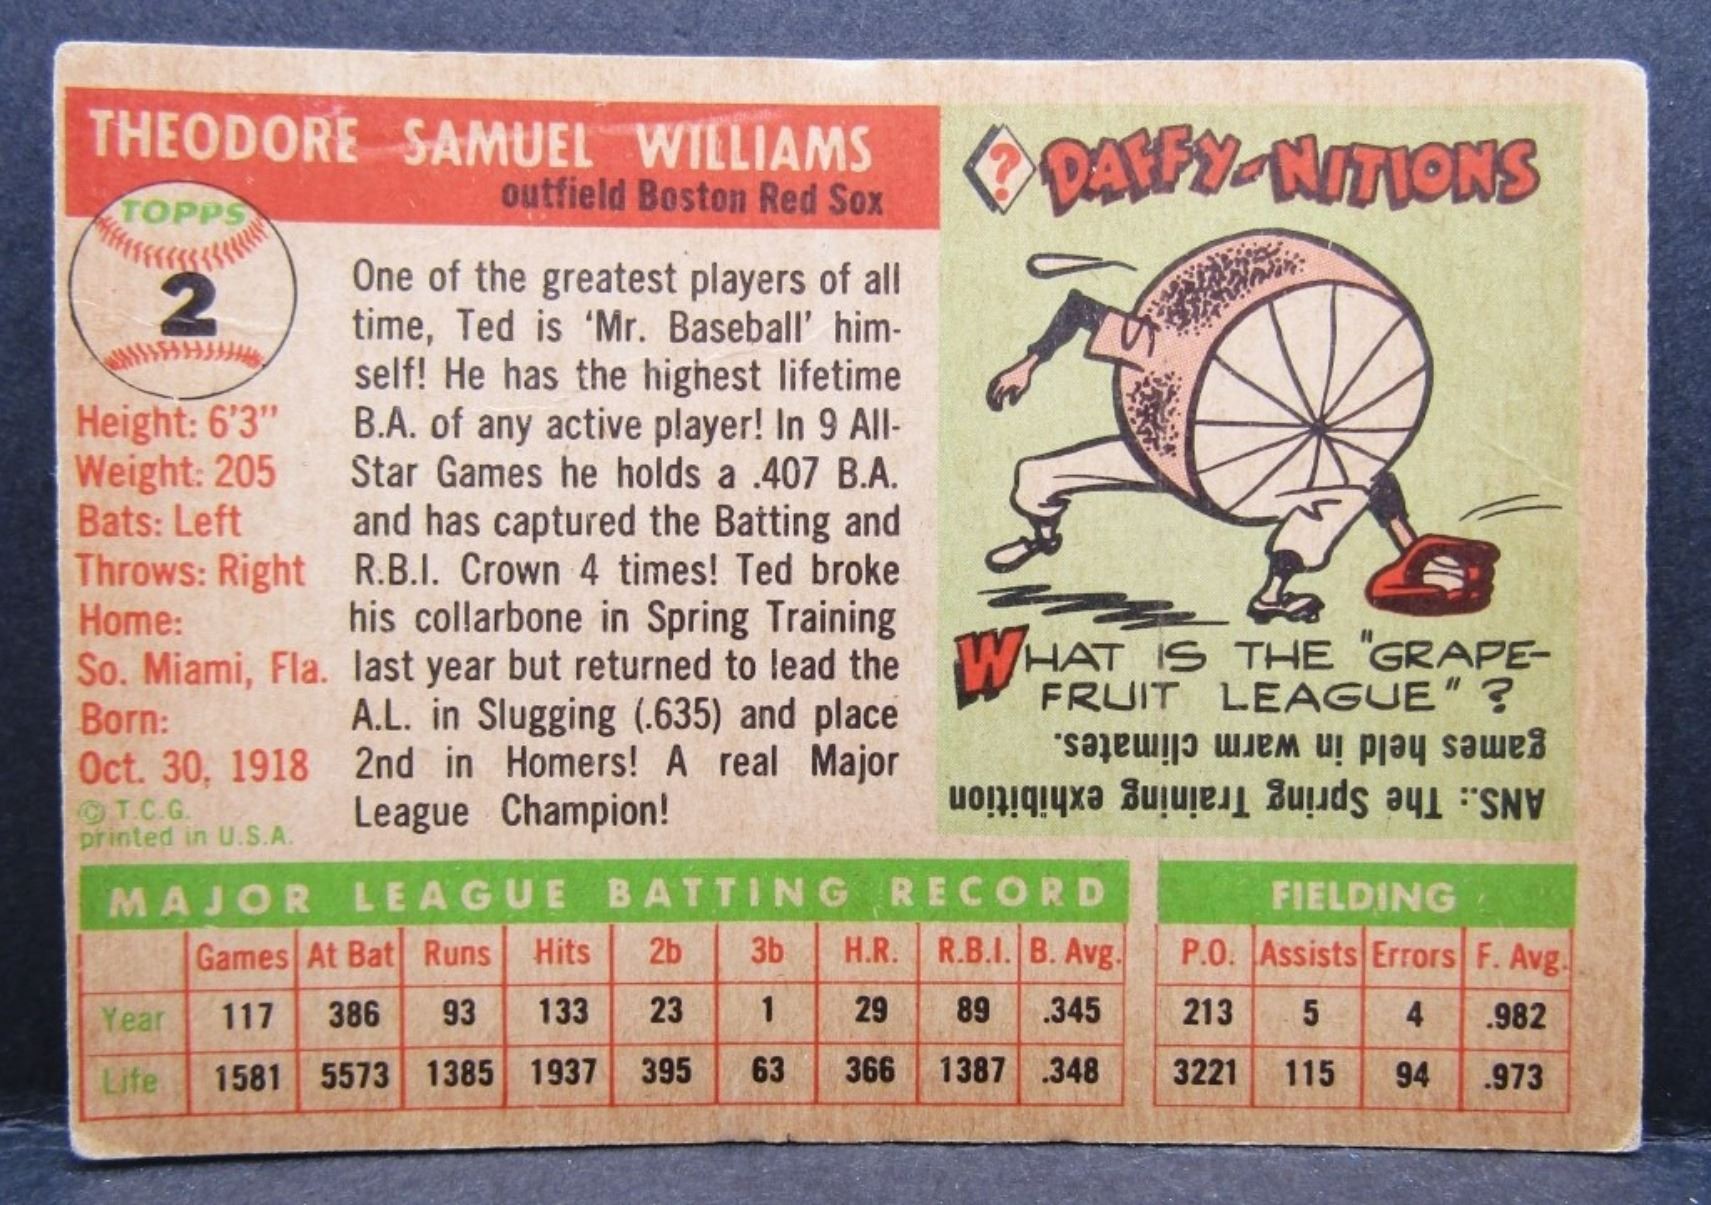 THEODORE SAMUEL WILLIAMS
outfield Boston Red Sox
TOPPS
2
Height: 6'3"
Weight: 205
Bats: Left
Throws: Right
Home:
So. Miami, Fla.
Born:
Oct. 30, 1918
© T.C.G.
printed in U.S.A.
One of the greatest players of all
time, Ted is 'Mr. Baseball' him-
self! He has the highest lifetime
B.A. of any active player! In 9 All-
Star Games he holds a .407 B.A.
and has captured the Batting and
R.B.I. Crown 4 times! Ted broke
his collarbone in Spring Training
last year but returned to lead the
A.L. in Slugging (.635) and place
2nd in Homers! A real Major
League Champion!
? DAFFY-NITIONS
WHAT IS THE "GRAPE-
FRUIT LEAGUE"?
ANS.: The Spring Training exhibition
games held in warm climates.
MAJOR LEAGUE BATTING RECORD
Games At Bat Runs Hits 2b 3b H.R. R.B.I. B. Avg.
Year 117 386 93 133 23 1 29 89 .345
Life 1581 5573 1385 1937 395 63 366 1387 .348
FIELDING
P.O. Assists Errors F. Avg.
213 5 4 .982
3221 115 94 .973